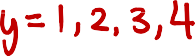 y = 1, 2, 3, 4